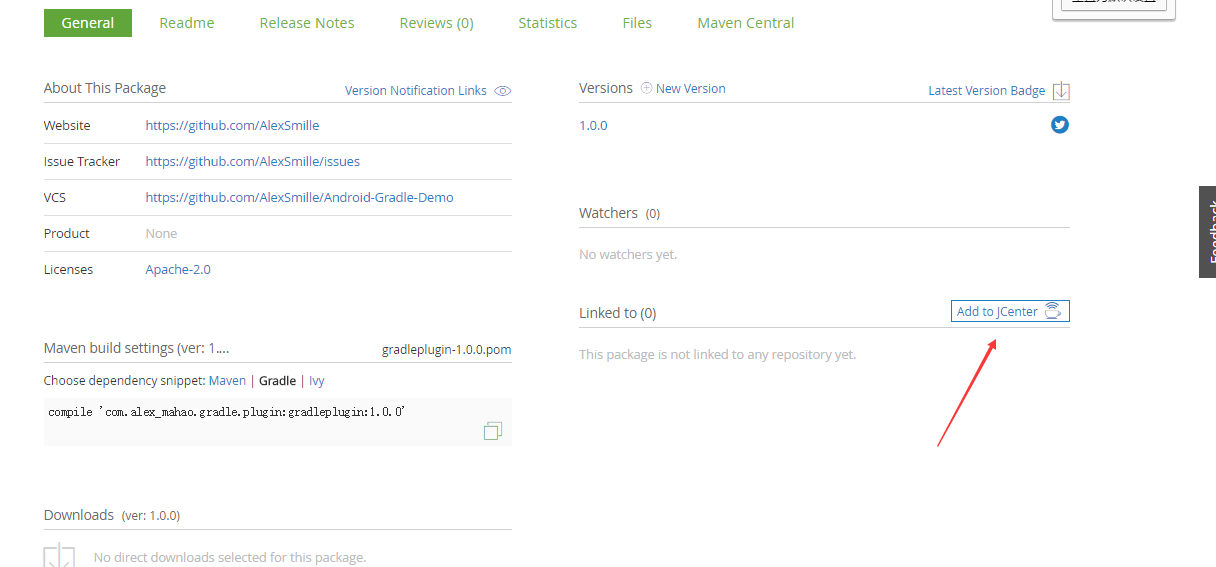 General Readme Release Notes Reviews (0) Statistics Files Maven Central
About This Package Version Notification Links
Website https://github.com/AlexSmille
Issue Tracker https://github.com/AlexSmille/issues
VCS https://github.com/AlexSmille/Android-Gradle-Demo
Product None
Licenses Apache-2.0
Maven build settings (ver: 1.... gradleplugin-1.0.0.pom
Choose dependency snippet: Maven | Gradle | Ivy
compile 'com.alex_mahao.gradle.plugin:gradleplugin:1.0.0'
Downloads (ver: 1.0.0)
No direct downloads selected for this package.
Versions New Version Latest Version Badge
1.0.0
Watchers (0)
No watchers yet.
Linked to (0) Add to JCenter
This package is not linked to any repository yet.
Feedback